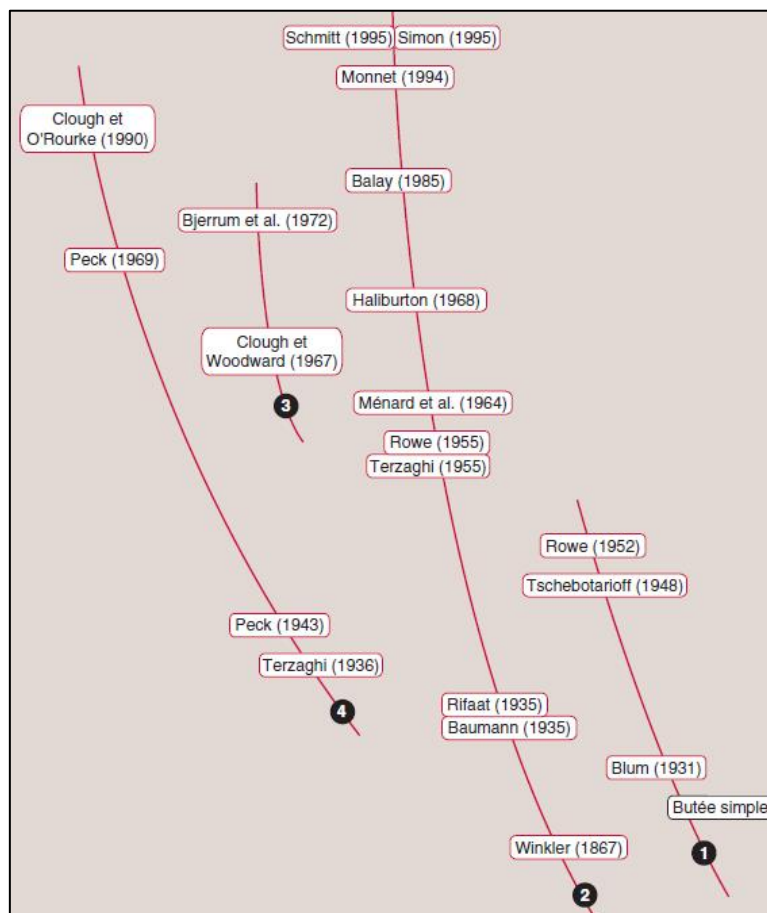 Schmitt (1995) Simon (1995)
Monnet (1994)
Clough et
O'Rourke (1990)
Balay (1985)
Bjerrum et al. (1972)
Peck (1969)
Haliburton (1968)
Clough et
Woodward (1967)
3
Ménard et al. (1964)
Rowe (1955)
Terzaghi (1955)
Rowe (1952)
Tschebotarioff (1948)
Peck (1943)
Terzaghi (1936)
4
Rifaat (1935)
Baumann (1935)
Blum (1931)
Butée simple
Winkler (1867)
1
2